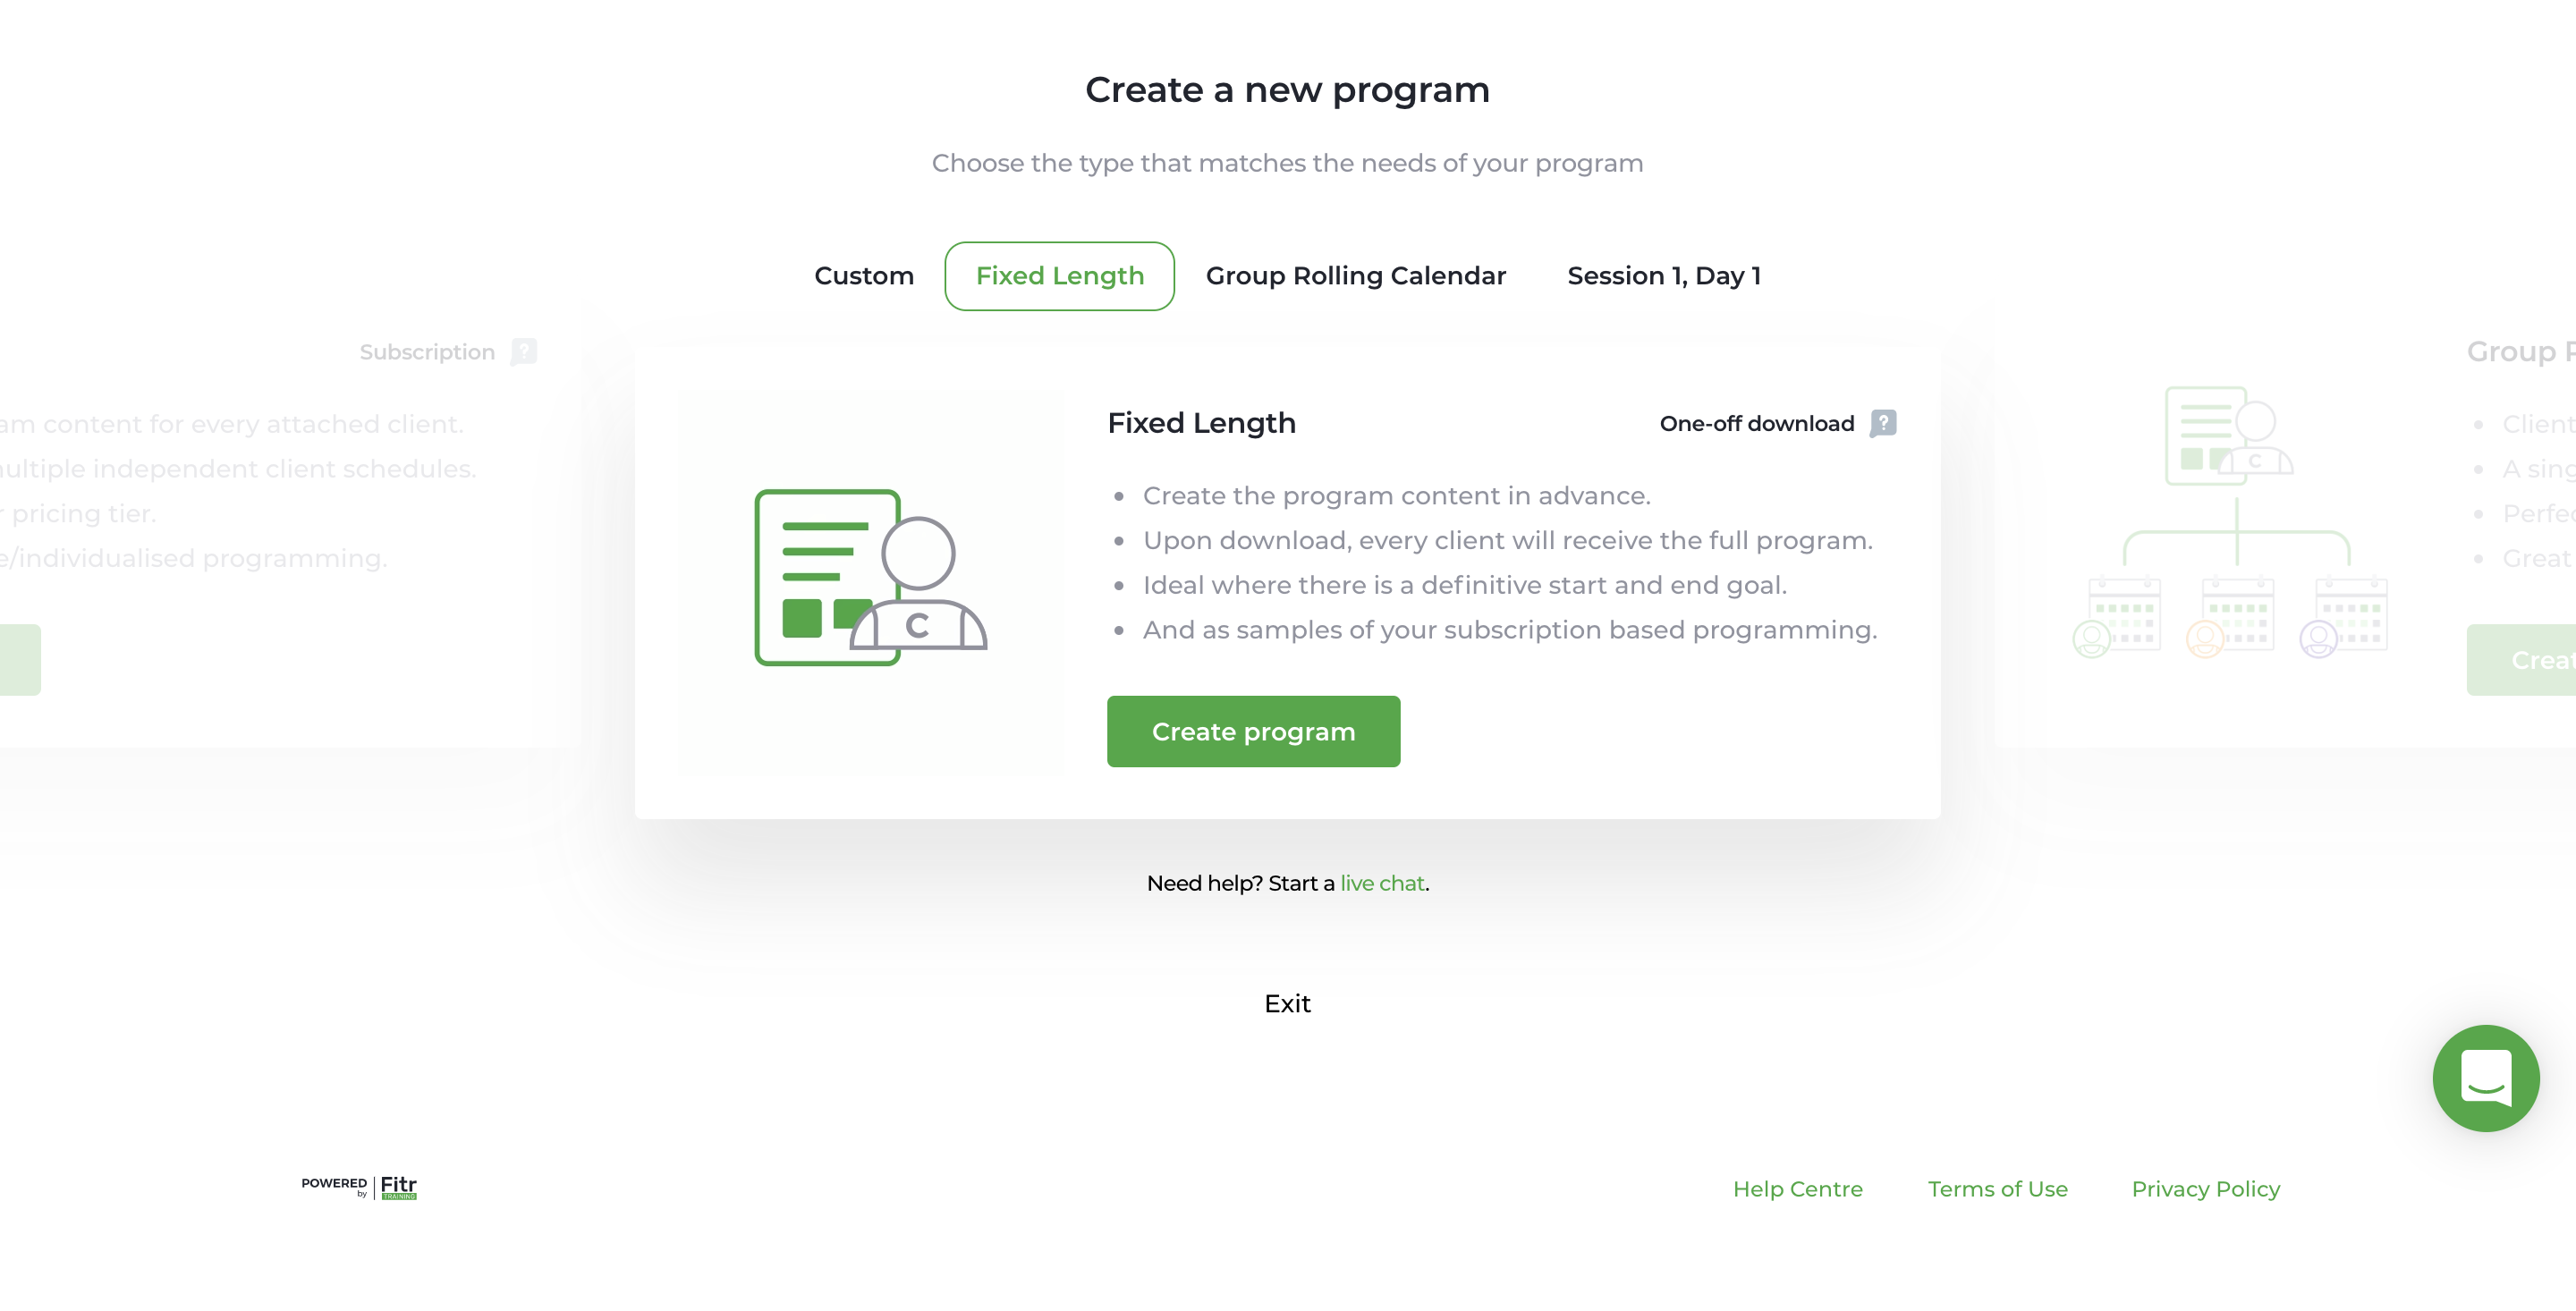 Create a new program
Choose the type that matches the needs of your program
Custom
Fixed Length
Group Rolling Calendar
Session 1, Day 1
Subscription ?
content for every attached client.
independent client schedules.
pricing tier.
/individualised programming.
Fixed Length
One-off download ?
Create the program content in advance.
Upon download, every client will receive the full program.
Ideal where there is a definitive start and end goal.
And as samples of your subscription based programming.
C
Create program
Group
C
Client
A
Great
Need help? Start a live chat.
Exit
POWERED by Fitr TRAINING
Help Centre
Terms of Use
Privacy Policy